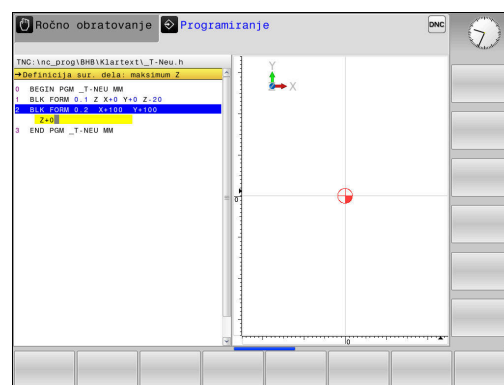 Ročno obratovanje
Programiranje
DNC
TNC:\nc_prog\BHB\Klartext\_T-Neu.h
→Definicija sur. dela: maksimum Z
0 BEGIN PGM _T-NEU MM
1 BLK FORM 0.1 Z X+0 Y+0 Z-20
2 BLK FORM 0.2 X+100 Y+100
Z+0
3 END PGM _T-NEU MM
Y
X
0
0